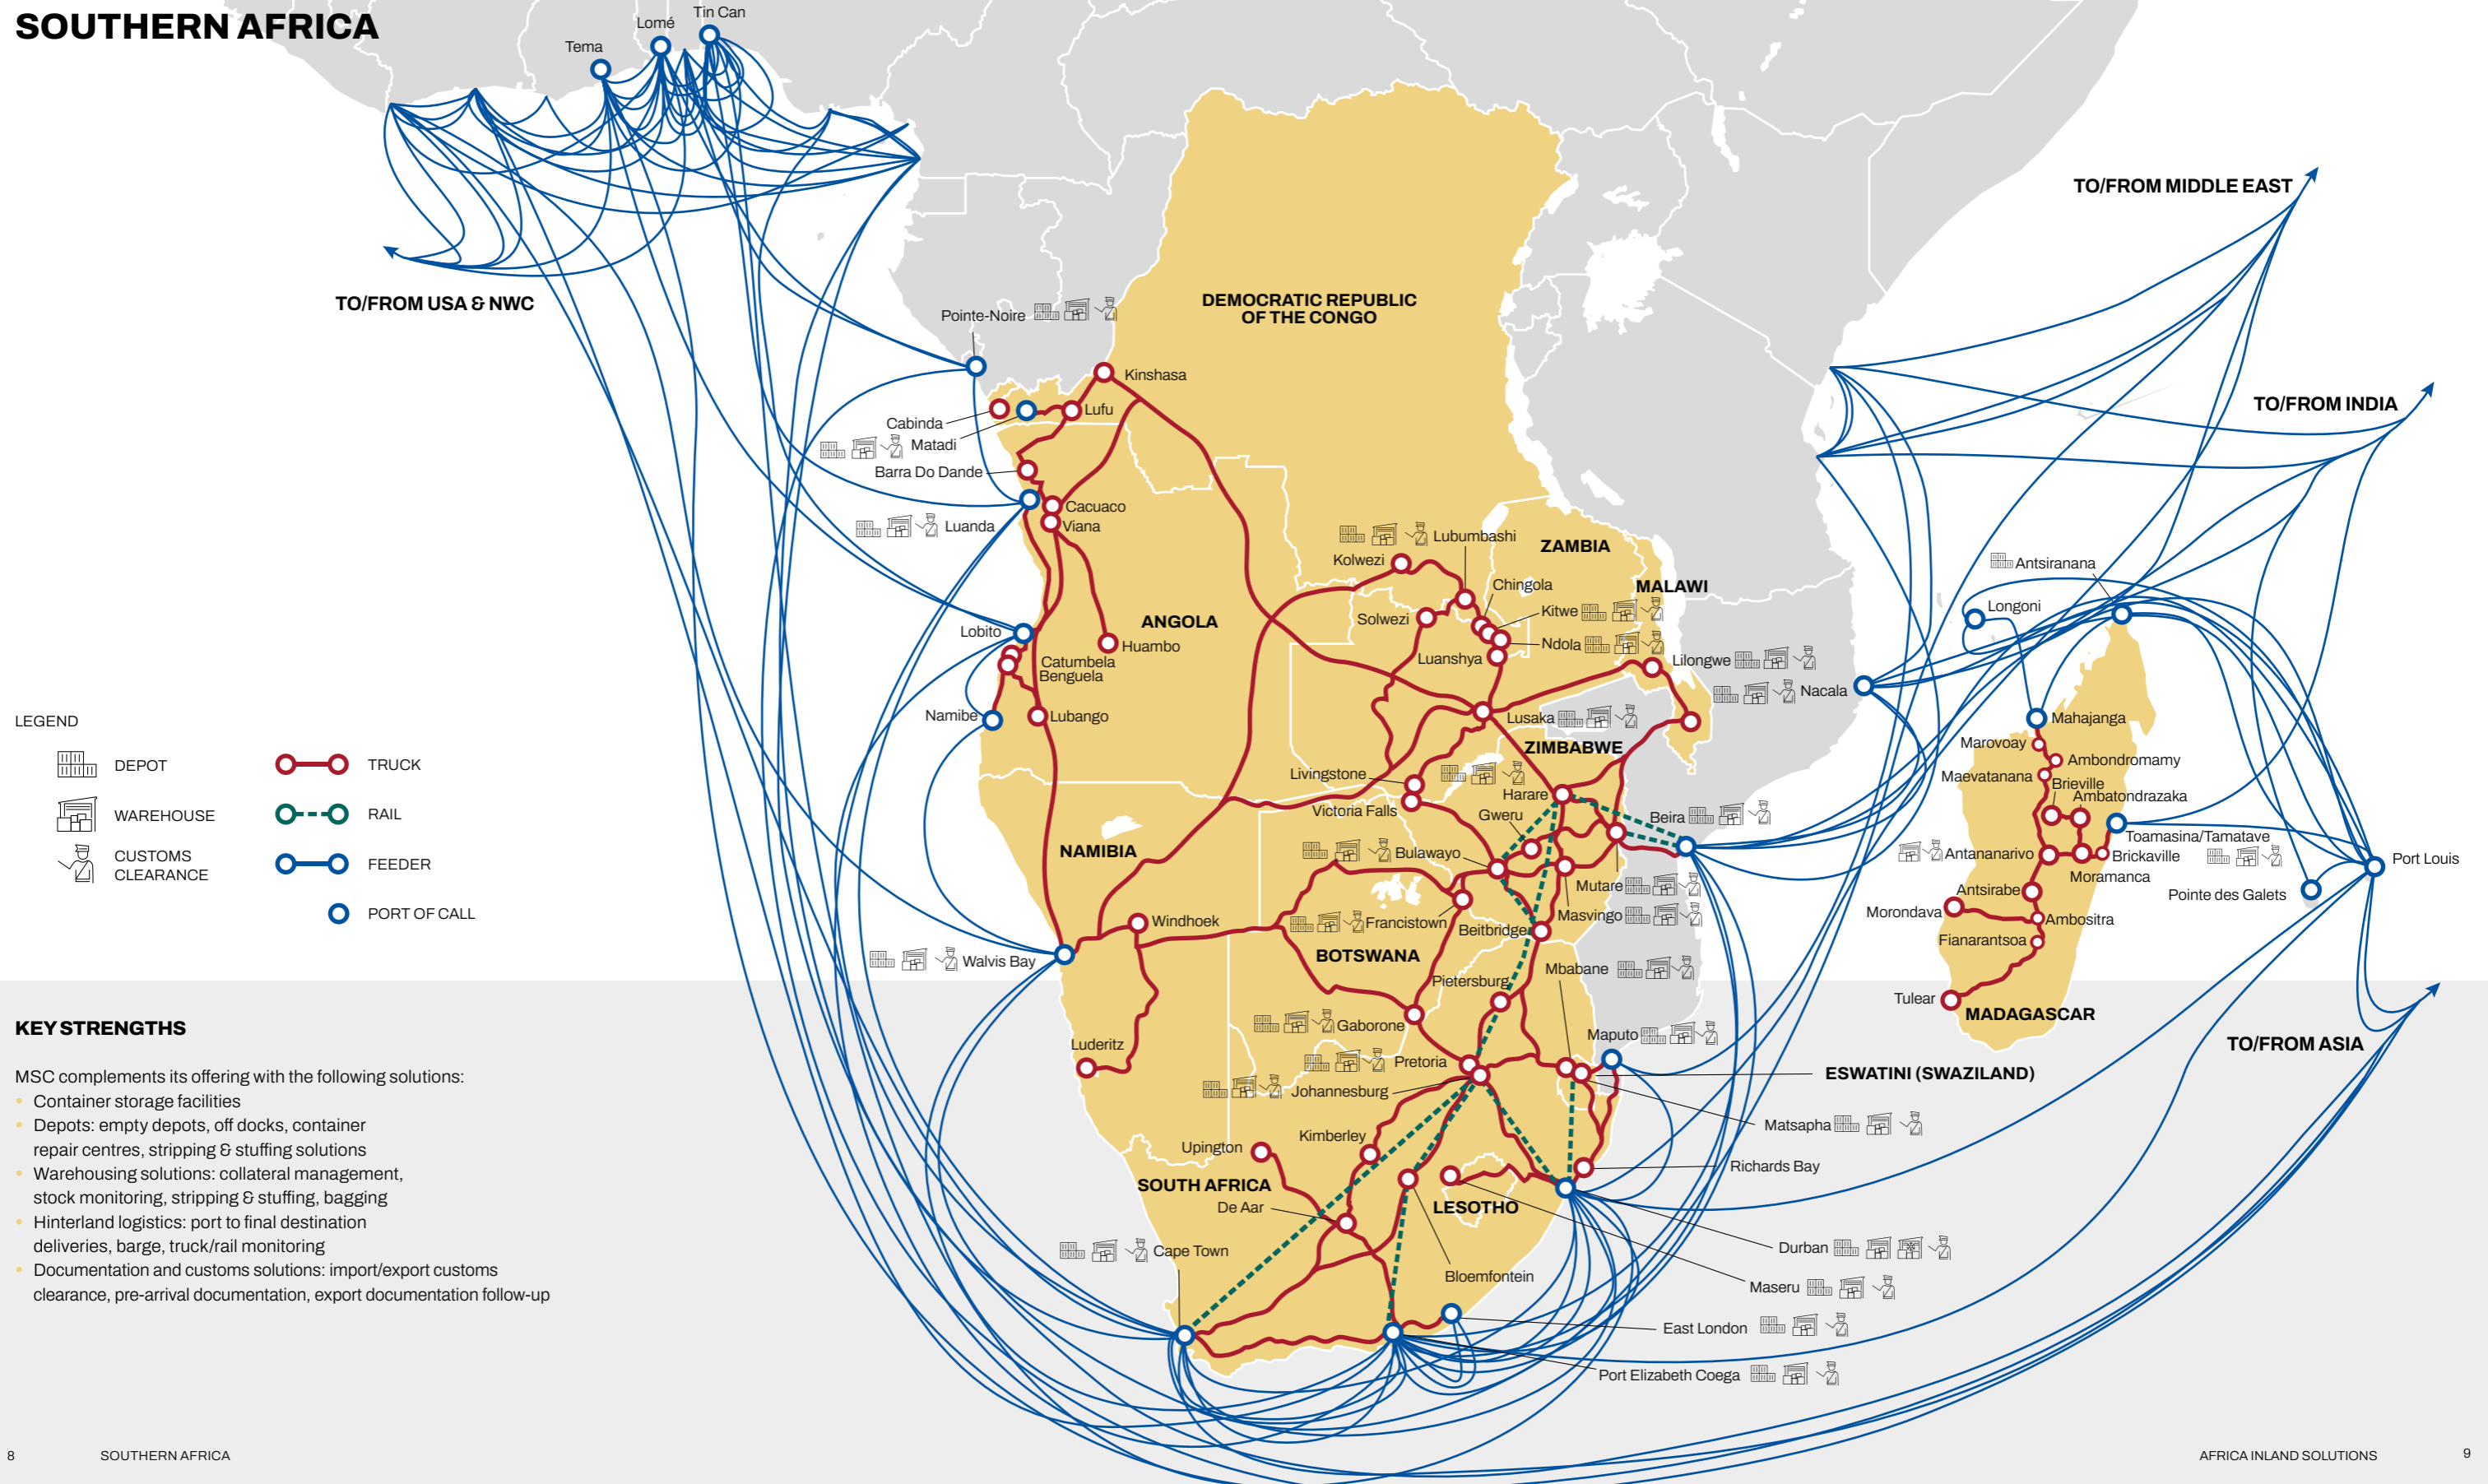 SOUTHERN AFRICA
Tin Can
Lomé
Tema
TO/FROM MIDDLE EAST
TO/FROM USA & NWC
DEMOCRATIC REPUBLIC
OF THE CONGO
Pointe-Noire
Kinshasa
TO/FROM INDIA
Cabinda
Lufu
Matadi
Barra Do Dande
Cacuaco
Luanda
Viana
Lubumbashi
ZAMBIA
Kolwezi
Antsiranana
Chingola
MALAWI
Longoni
Kitwe
Solwezi
ANGOLA
Lobito
Huambo
Ndola
Catumbela
Benguela
Luanshya
Lilongwe
Nacala
Namibe
Lubango
Lusaka
Mahajanga
LEGEND
DEPOT
TRUCK
WAREHOUSE
RAIL
CUSTOMS
CLEARANCE
FEEDER
PORT OF CALL
ZIMBABWE
Marovoay
Ambondromamy
Livingstone
Maevatanana
Brieville
Harare
Ambatondrazaka
Victoria Falls
Gweru
Beira
Toamasina/Tamatave
NAMIBIA
Bulawayo
Antananarivo
Brickaville
Port Louis
Moramanca
Mutare
Antsirabe
Pointe des Galets
Masvingo
Morondava
Windhoek
Francistown
Ambositra
Beitbridge
Fianarantsoa
BOTSWANA
Walvis Bay
Mbabane
Pietersburg
Tulear
MADAGASCAR
KEY STRENGTHS
Gaborone
Maputo
Luderitz
TO/FROM ASIA
Pretoria
ESWATINI (SWAZILAND)
Johannesburg
MSC complements its offering with the following solutions:
• Container storage facilities
• Depots: empty depots, off docks, container
repair centres, stripping & stuffing solutions
• Warehousing solutions: collateral management,
stock monitoring, stripping & stuffing, bagging
• Hinterland logistics: port to final destination
deliveries, barge, truck/rail monitoring
• Documentation and customs solutions: import/export customs
clearance, pre-arrival documentation, export documentation follow-up
Matsapha
Kimberley
Upington
Richards Bay
SOUTH AFRICA
De Aar
LESOTHO
Durban
Cape Town
Bloemfontein
Maseru
East London
Port Elizabeth Coega
8
SOUTHERN AFRICA
AFRICA INLAND SOLUTIONS
9